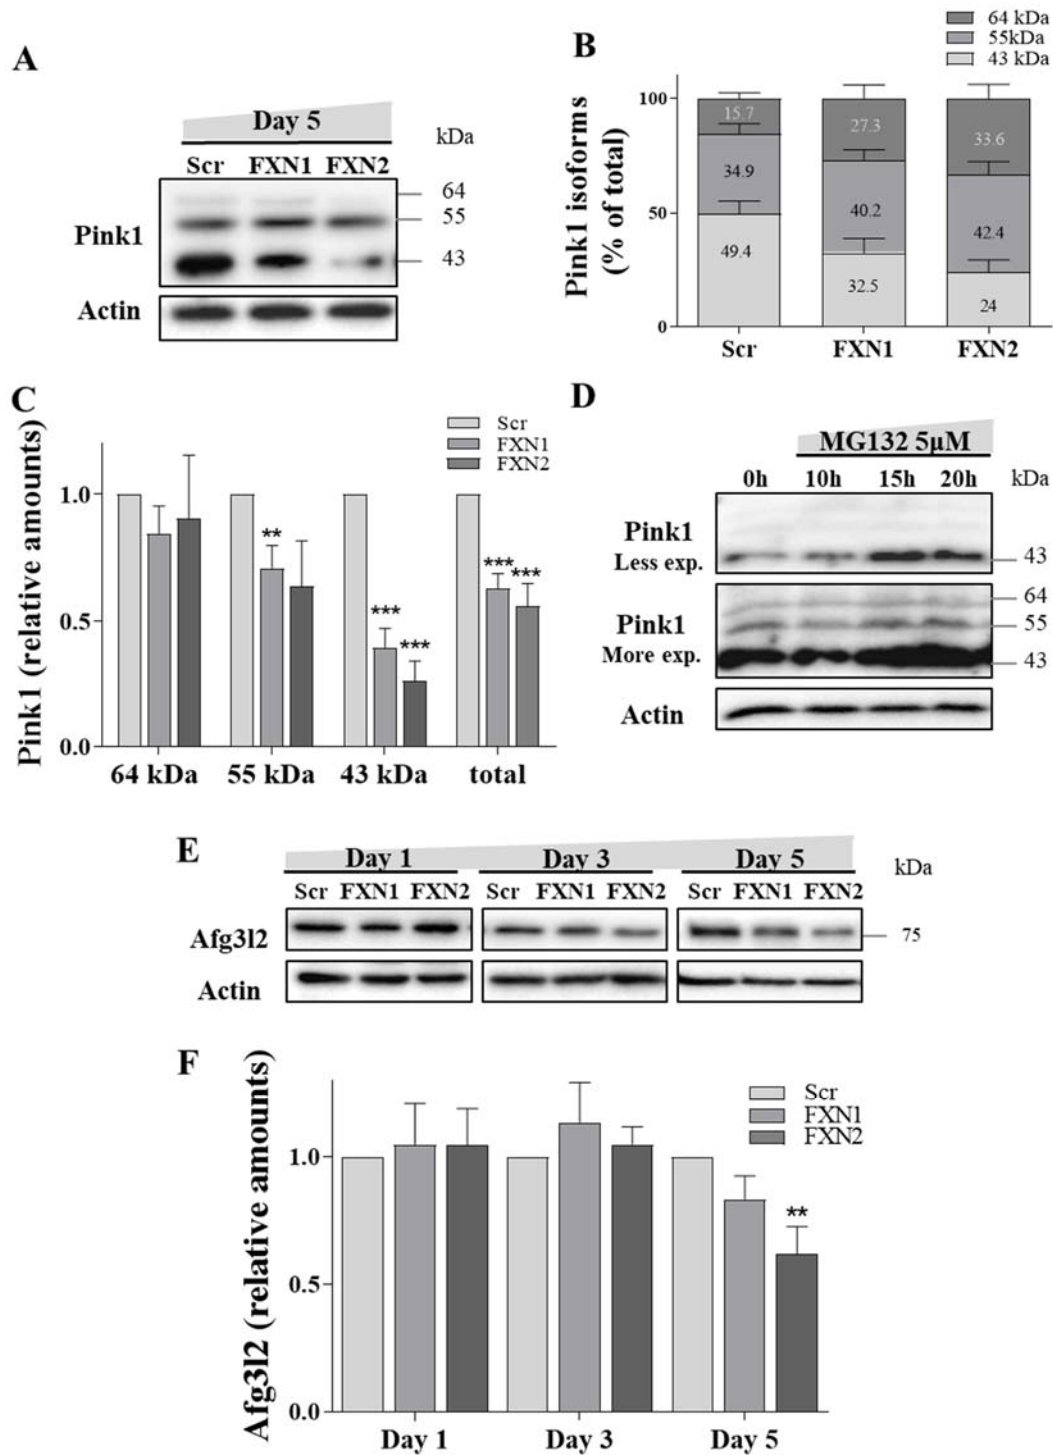 A
Day 5
kDa
Scr FXN1 FXN2
Pink1
64
55
43
Actin
B
64 kDa
55kDa
43 kDa
Pink1 isoforms
(% of total)
100
50
0
15.7
34.9
49.4
27.3
40.2
32.5
33.6
42.4
24
Scr FXN1 FXN2
C
Pink1 (relative amounts)
Scr
FXN1
FXN2
1.0
0.5
0.0
**
***
***
***
***
64 kDa 55 kDa 43 kDa total
D
MG132 5µM
0h 10h 15h 20h kDa
Pink1
Less exp.
43
Pink1
More exp.
64
55
43
Actin
E
Day 1 Day 3 Day 5
kDa
Scr FXN1 FXN2 Scr FXN1 FXN2 Scr FXN1 FXN2
Afg3l2
75
Actin
F
Afg3l2 (relative amounts)
Scr
FXN1
FXN2
1.0
0.5
0.0
**
Day 1 Day 3 Day 5